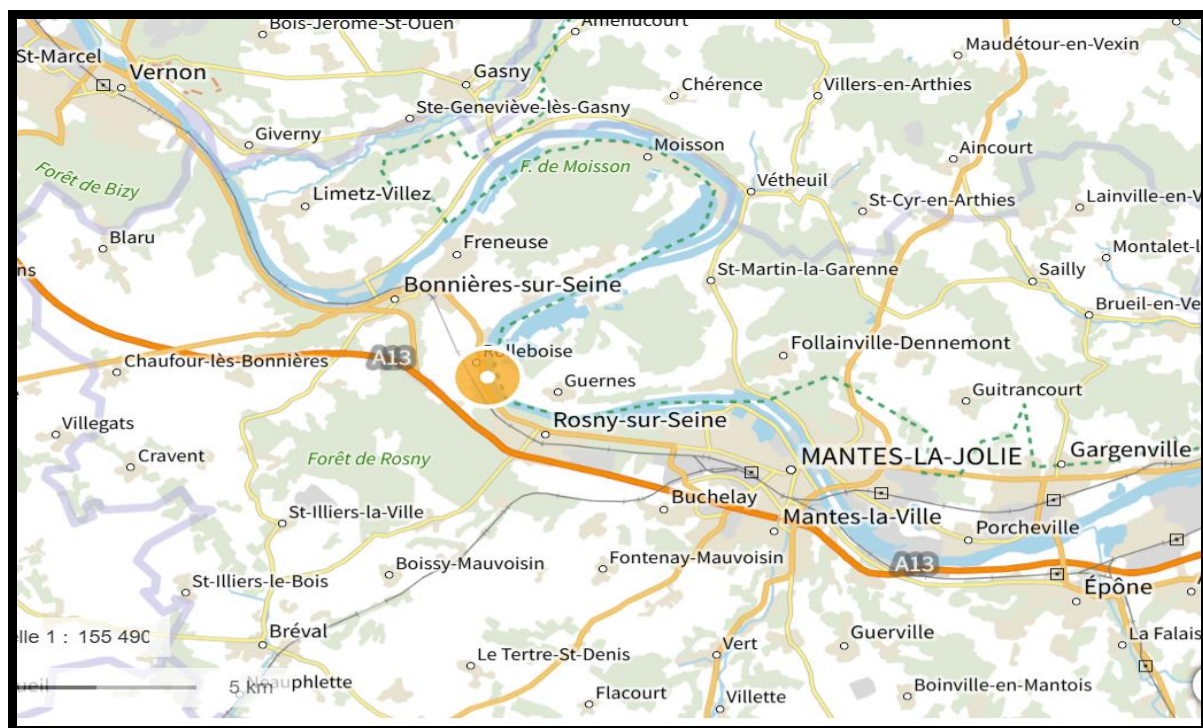 Bois-Jérôme-St-Ouen
Amenucourt
Maudétour-en-Vexin
St-Marcel
Vernon
Gasny
Chérence
Villers-en-Arthies
Ste-Geneviève-lès-Gasny
Giverny
Moisson
Aincourt
F. de Moisson
Forêt de Bizy
Limetz-Villez
Vétheuil
St-Cyr-en-Arthies
Lainville-en-V
Blaru
Freneuse
Montalet-l
ns
St-Martin-la-Garenne
Sailly
Bonnières-sur-Seine
Brueil-en-Ve
A13
Rolleboise
Follainville-Dennemont
Chaufour-lès-Bonnières
Guernes
Guitrancourt
Villegats
Rosny-sur-Seine
Cravent
Forêt de Rosny
MANTES-LA-JOLIE
Gargenville
Buchelay
St-Illiers-la-Ville
Mantes-la-Ville
Porcheville
Boissy-Mauvoisin
Fontenay-Mauvoisin
A13
St-Illiers-le-Bois
Épône
elle 1 : 155 490
Bréval
Guerville
La Falais
Le Tertre-St-Denis
Vert
5 km
Neauphlette
Flacourt
Villette
Boinville-en-Mantois